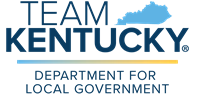 TEAM
KENTUCKY®
DEPARTMENT FOR
LOCAL GOVERNMENT